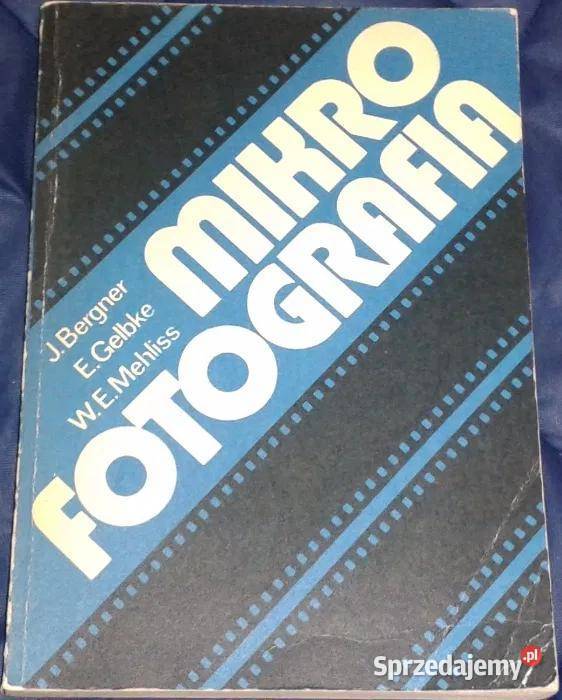 MIKRO
FOTOGRAFIA
J. Bergner
E. Gelbke
W. E. Mehliss
Sprzedajemy.pl